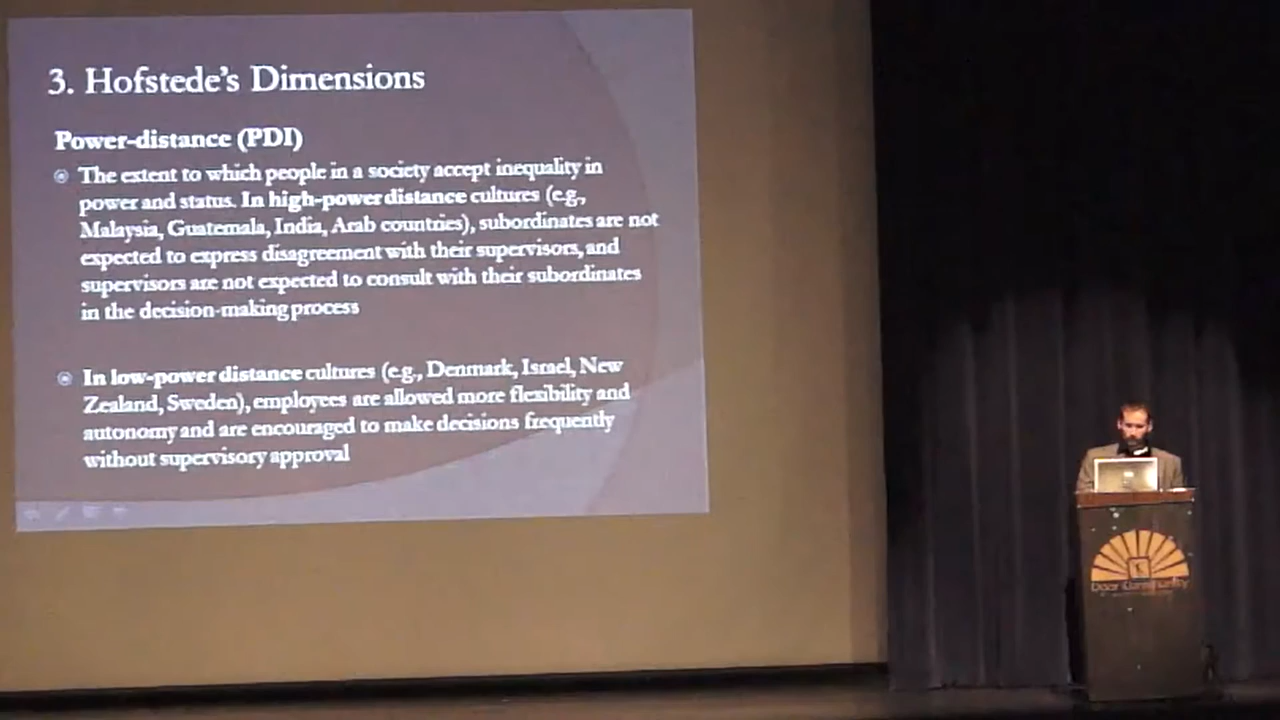 3. Hofstede's Dimensions
Power-distance (PDI)
The extent to which people in a society accept inequality in
power and status. In high-power distance cultures (e.g.,
Malaysia, Guatemala, India, Arab countries), subordinates are not
expected to express disagreement with their supervisors, and
supervisors are not expected to consult with their subordinates
in the decision-making process
In low-power distance cultures (e.g., Denmark, Israel, New
Zealand, Sweden), employees are allowed more flexibility and
autonomy and are encouraged to make decisions frequently
without supervisory approval
Door Community